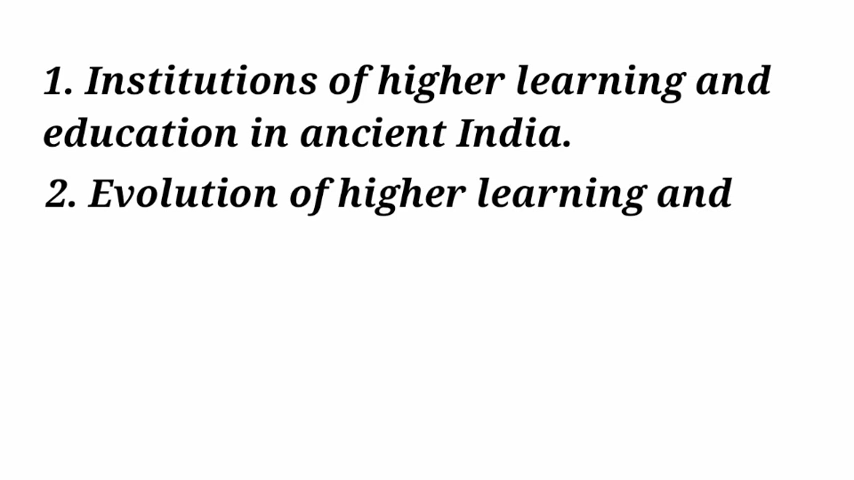 1. Institutions of higher learning and
education in ancient India.
2. Evolution of higher learning and